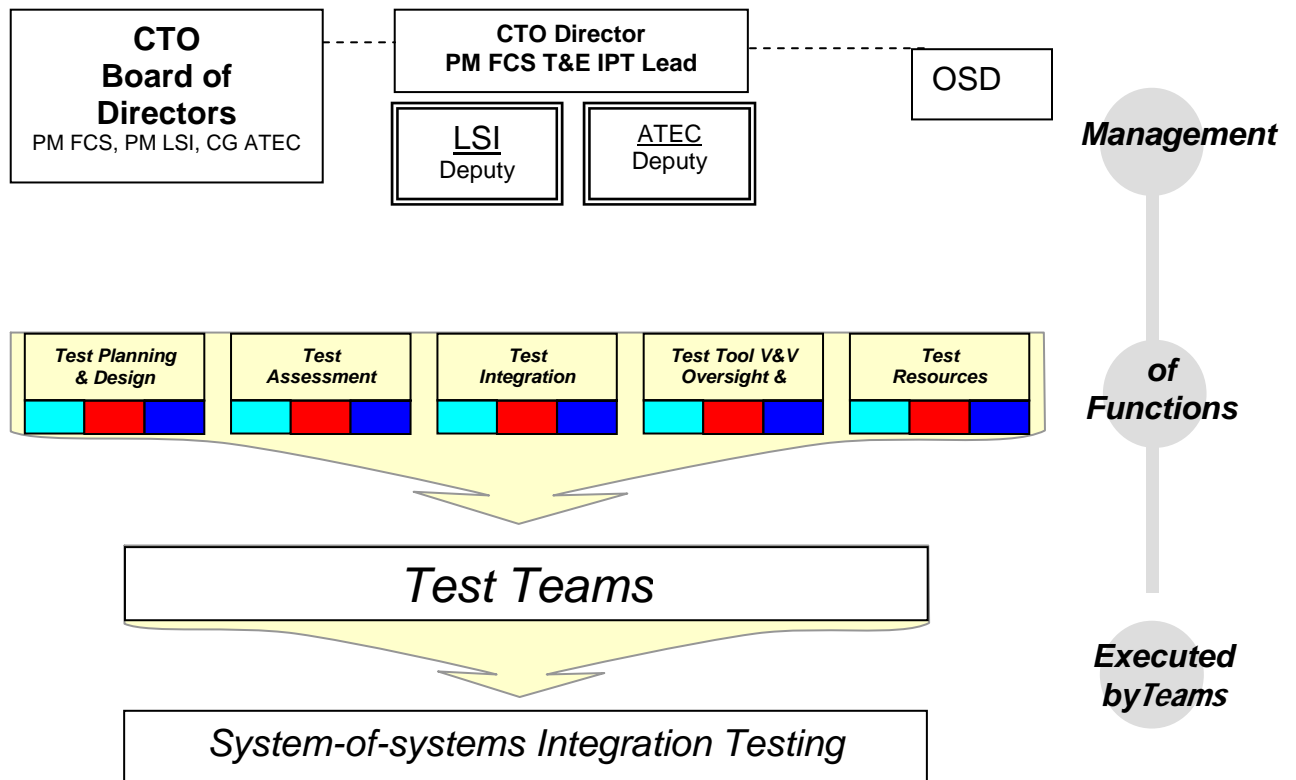 CTO
Board of
Directors
PM FCS, PM LSI, CG ATEC
CTO Director
PM FCS T&E IPT Lead
LSI
Deputy
ATEC
Deputy
OSD
Management
Test Planning
& Design
Test
Assessment
Test
Integration
Test Tool V&V
Oversight &
Test
Resources
of
Functions
Test Teams
Executed
byTeams
System-of-systems Integration Testing